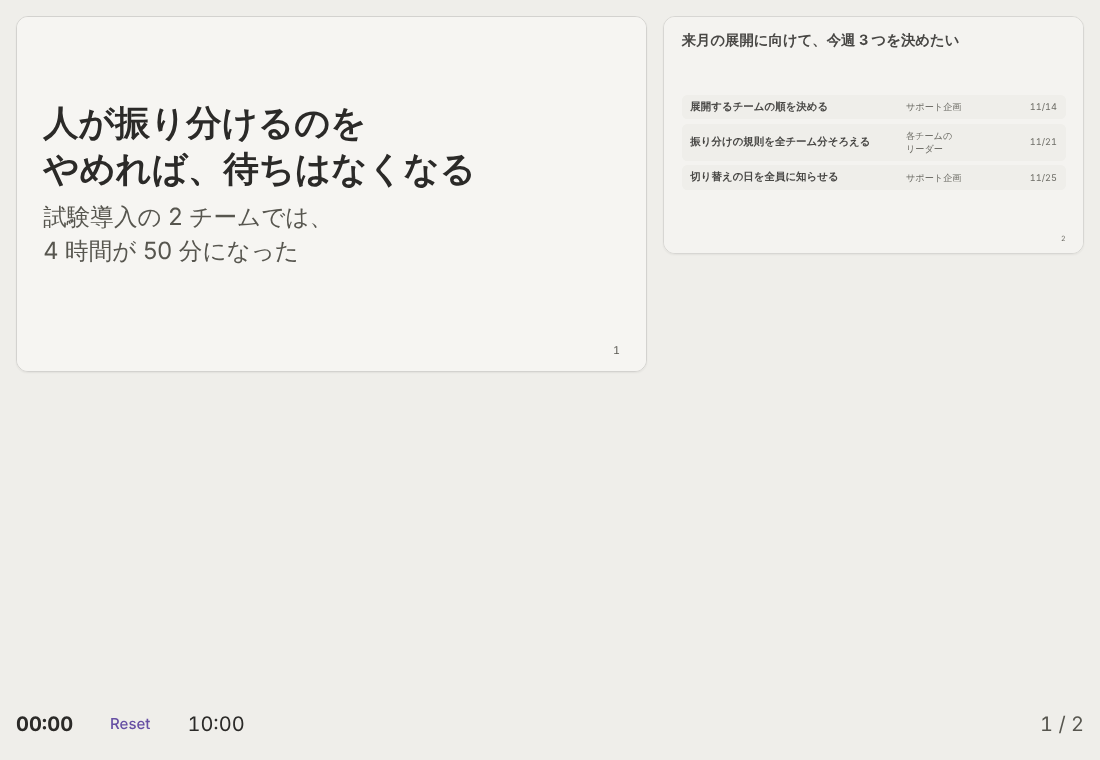 人が振り分けるのを
やめれば、待ちはなくなる
試験導入の 2 チームでは、
4 時間が 50 分になった
1
来月の展開に向けて、今週 3 つを決めたい
展開するチームの順を決める サポート企画 11/14
振り分けの規則を全チーム分そろえる 各チームの
リーダー 11/21
切り替えの日を全員に知らせる サポート企画 11/25
2
00:00 Reset 10:00 1 / 2